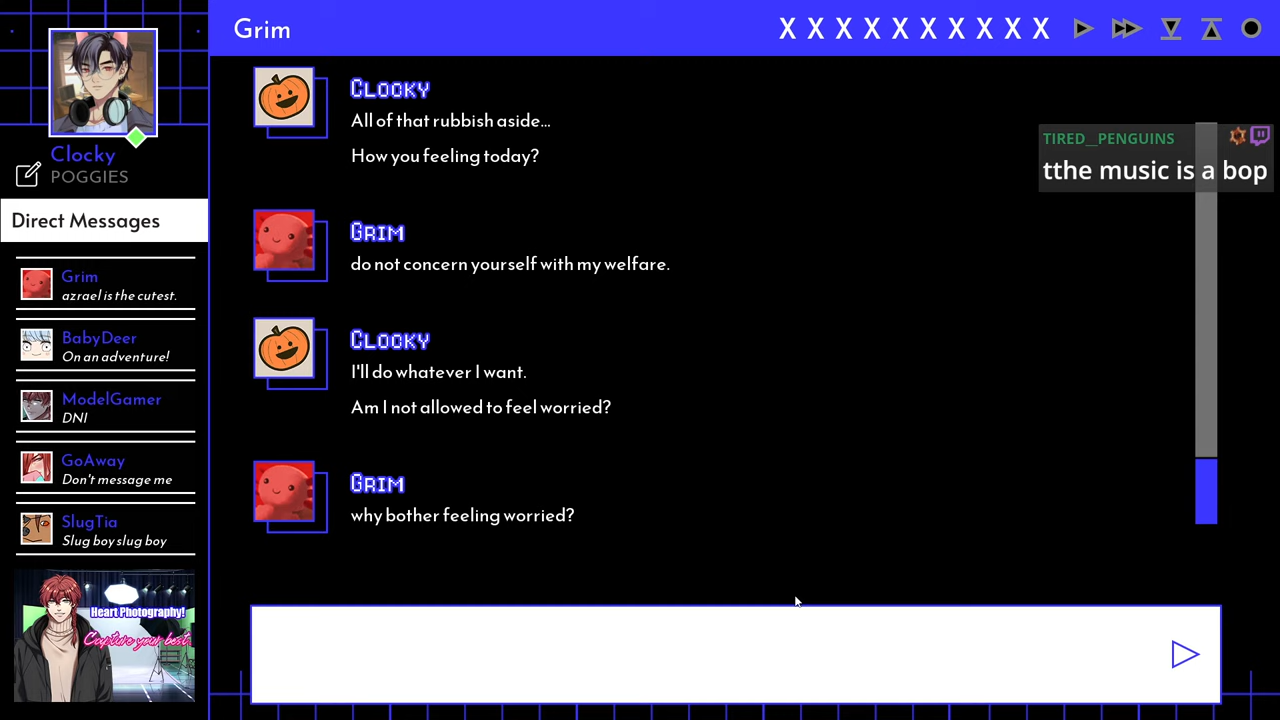 Grim
X X X X X X X X X X
Clocky
POGGIES
Direct Messages
Grim
azrael is the cutest.
BabyDeer
On an adventure!
ModelGamer
DNI
GoAway
Don't message me
SlugTia
Slug boy slug boy
Heart Photography!
Capture your best.
Clocky
All of that rubbish aside...
How you feeling today?
Grim
do not concern yourself with my welfare.
Clocky
I'll do whatever I want.
Am I not allowed to feel worried?
Grim
why bother feeling worried?
TIRED__PENGUINS
tthe music is a bop